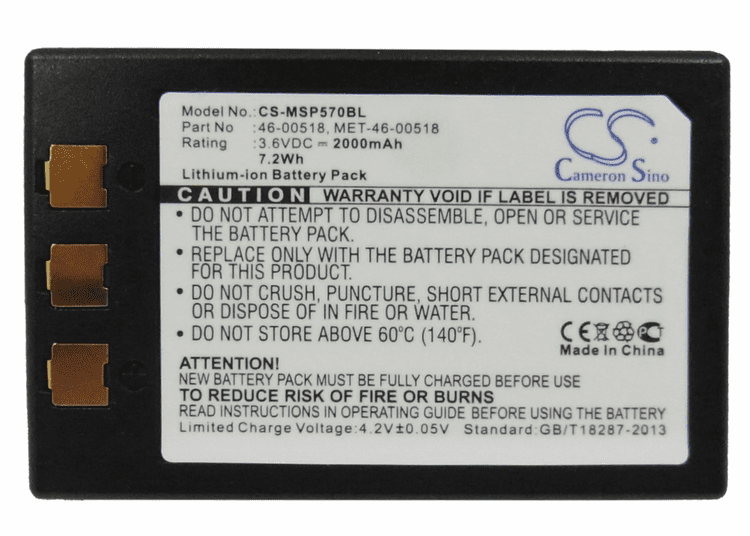 Model No.: CS-MSP570BL
Part No : 46-00518, MET-46-00518
Rating : 3.6VDC ⎓ 2000mAh
7.2Wh
Lithium-ion Battery Pack
CS
Cameron Sino
CAUTION WARRANTY VOID IF LABEL IS REMOVED
• DO NOT ATTEMPT TO DISASSEMBLE, OPEN OR SERVICE
THE BATTERY PACK.
• REPLACE ONLY WITH THE BATTERY PACK DESIGNATED
FOR THIS PRODUCT.
• DO NOT CRUSH, PUNCTURE, SHORT EXTERNAL CONTACTS
OR DISPOSE OF IN FIRE OR WATER.
• DO NOT STORE ABOVE 60°C (140°F).
CE
Made in China
ATTENTION!
NEW BATTERY PACK MUST BE FULLY CHARGED BEFORE USE
TO REDUCE RISK OF FIRE OR BURNS
READ INSTRUCTIONS IN OPERATING GUIDE BEFORE USING
Limited Charge Voltage:4.2V±0.05V Standard:GB/T18287-2013